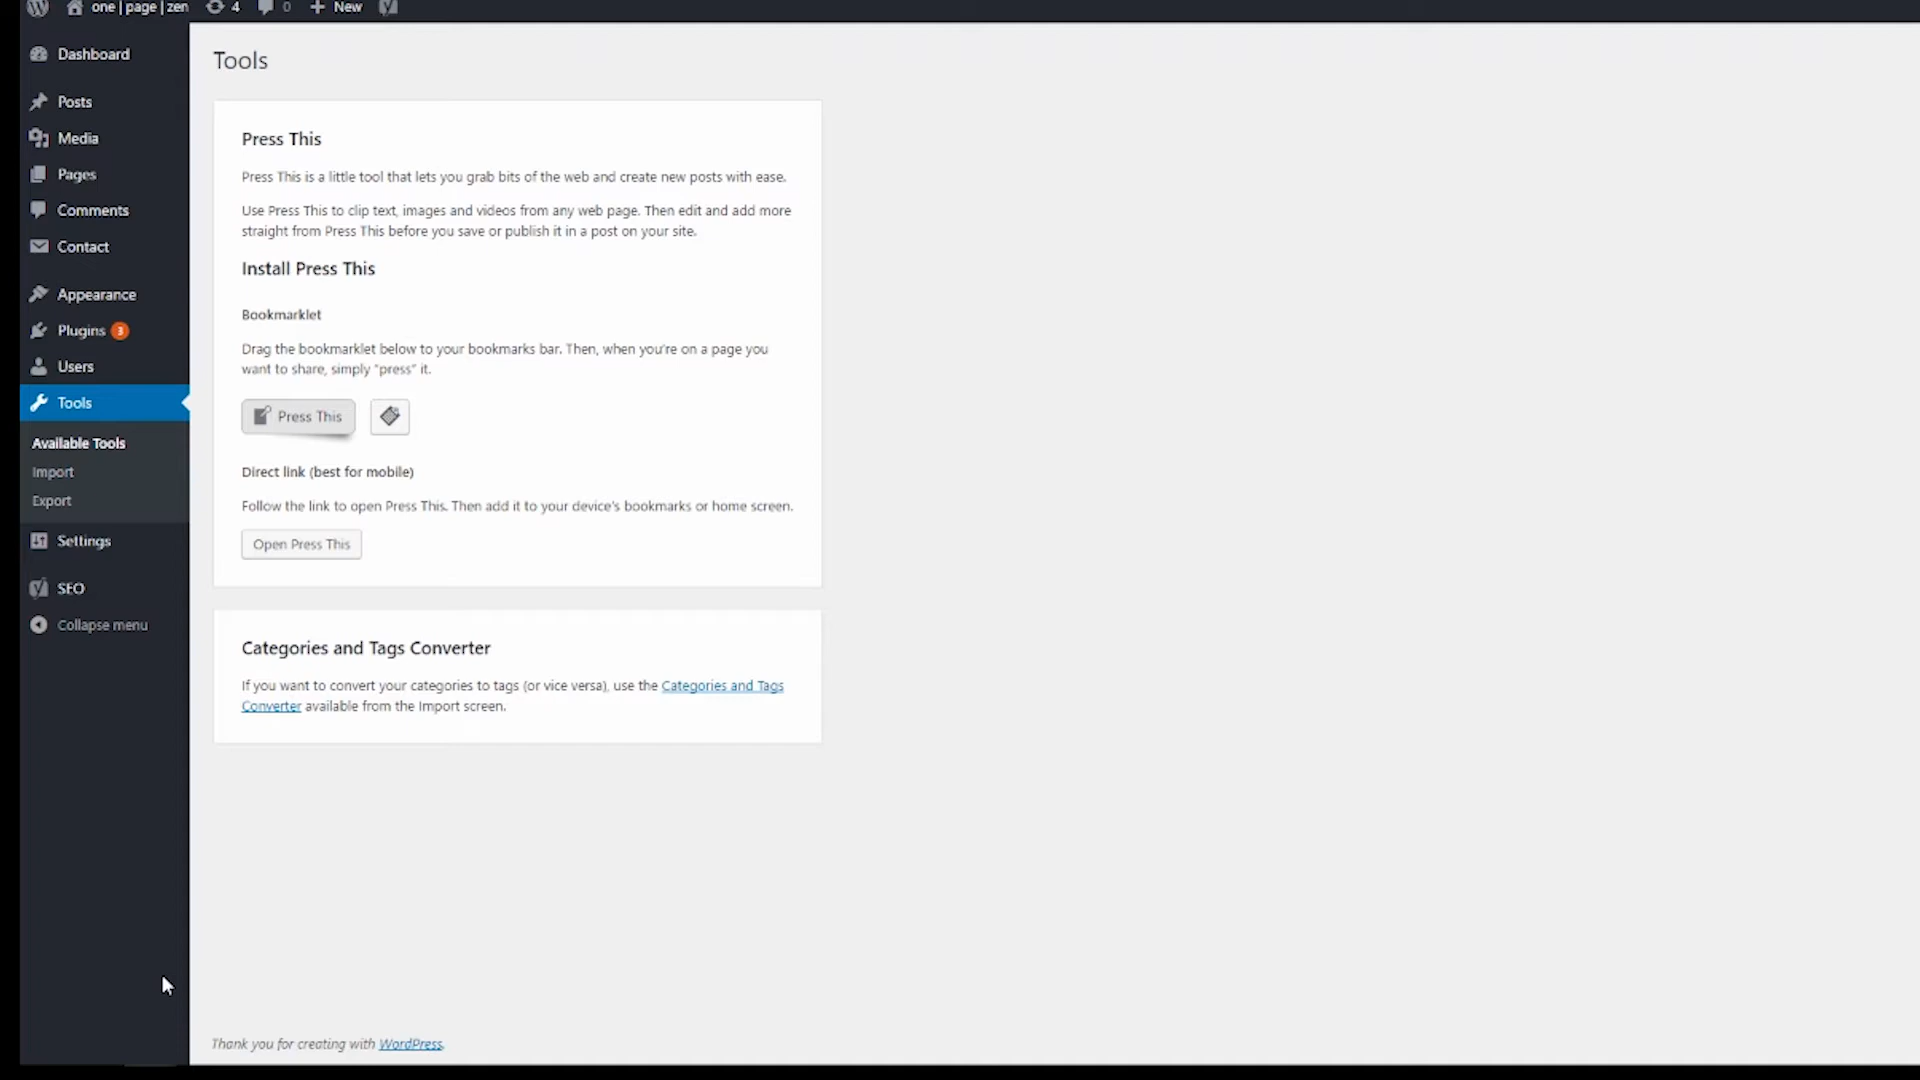 one | page | zen 4 0 New
Dashboard
Posts
Media
Pages
Comments
Contact
Appearance
Plugins 3
Users
Tools
Available Tools
Import
Export
Settings
SEO
Collapse menu
Tools
Press This
Press This is a little tool that lets you grab bits of the web and create new posts with ease.
Use Press This to clip text, images and videos from any web page. Then edit and add more
straight from Press This before you save or publish it in a post on your site.
Install Press This
Bookmarklet
Drag the bookmarklet below to your bookmarks bar. Then, when you're on a page you
want to share, simply "press" it.
Press This
Direct link (best for mobile)
Follow the link to open Press This. Then add it to your device's bookmarks or home screen.
Open Press This
Categories and Tags Converter
If you want to convert your categories to tags (or vice versa), use the Categories and Tags
Converter available from the Import screen.
Thank you for creating with WordPress.